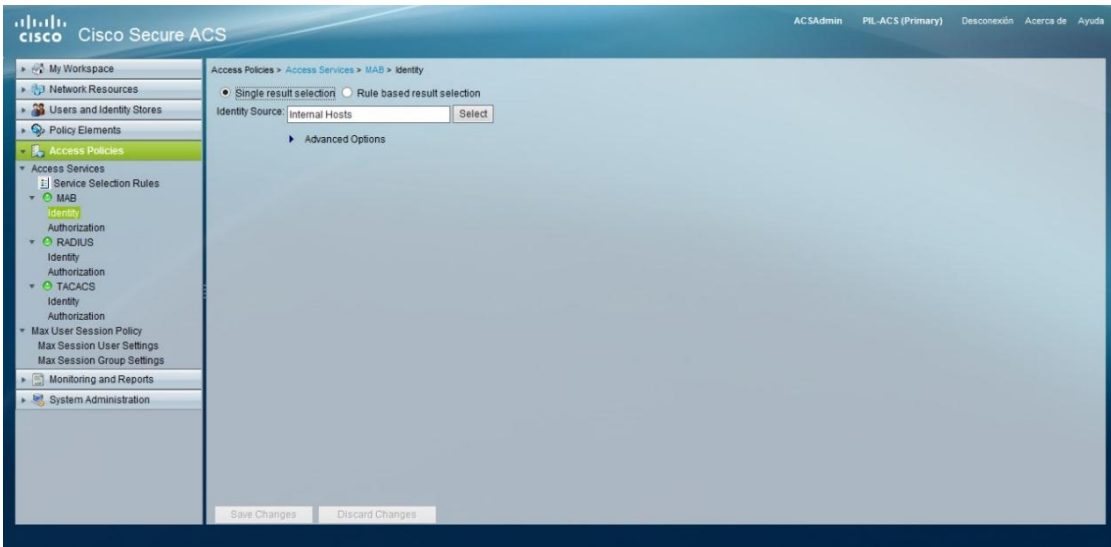 ACSAdmin PIL-ACS (Primary) Desconexión Acerca de Ayuda
cisco Cisco Secure ACS
My Workspace
Network Resources
Users and Identity Stores
Policy Elements
Access Policies
Access Services
Service Selection Rules
MAB
Identity
Authorization
RADIUS
Identity
Authorization
TACACS
Identity
Authorization
Max User Session Policy
Max Session User Settings
Max Session Group Settings
Monitoring and Reports
System Administration
Access Policies > Access Services > MAB > Identity
Single result selection Rule based result selection
Identity Source: Internal Hosts Select
Advanced Options
Save Changes Discard Changes